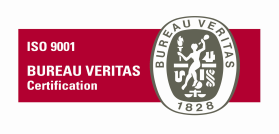 ISO 9001
BUREAU VERITAS
Certification
BUREAU VERITAS
1828